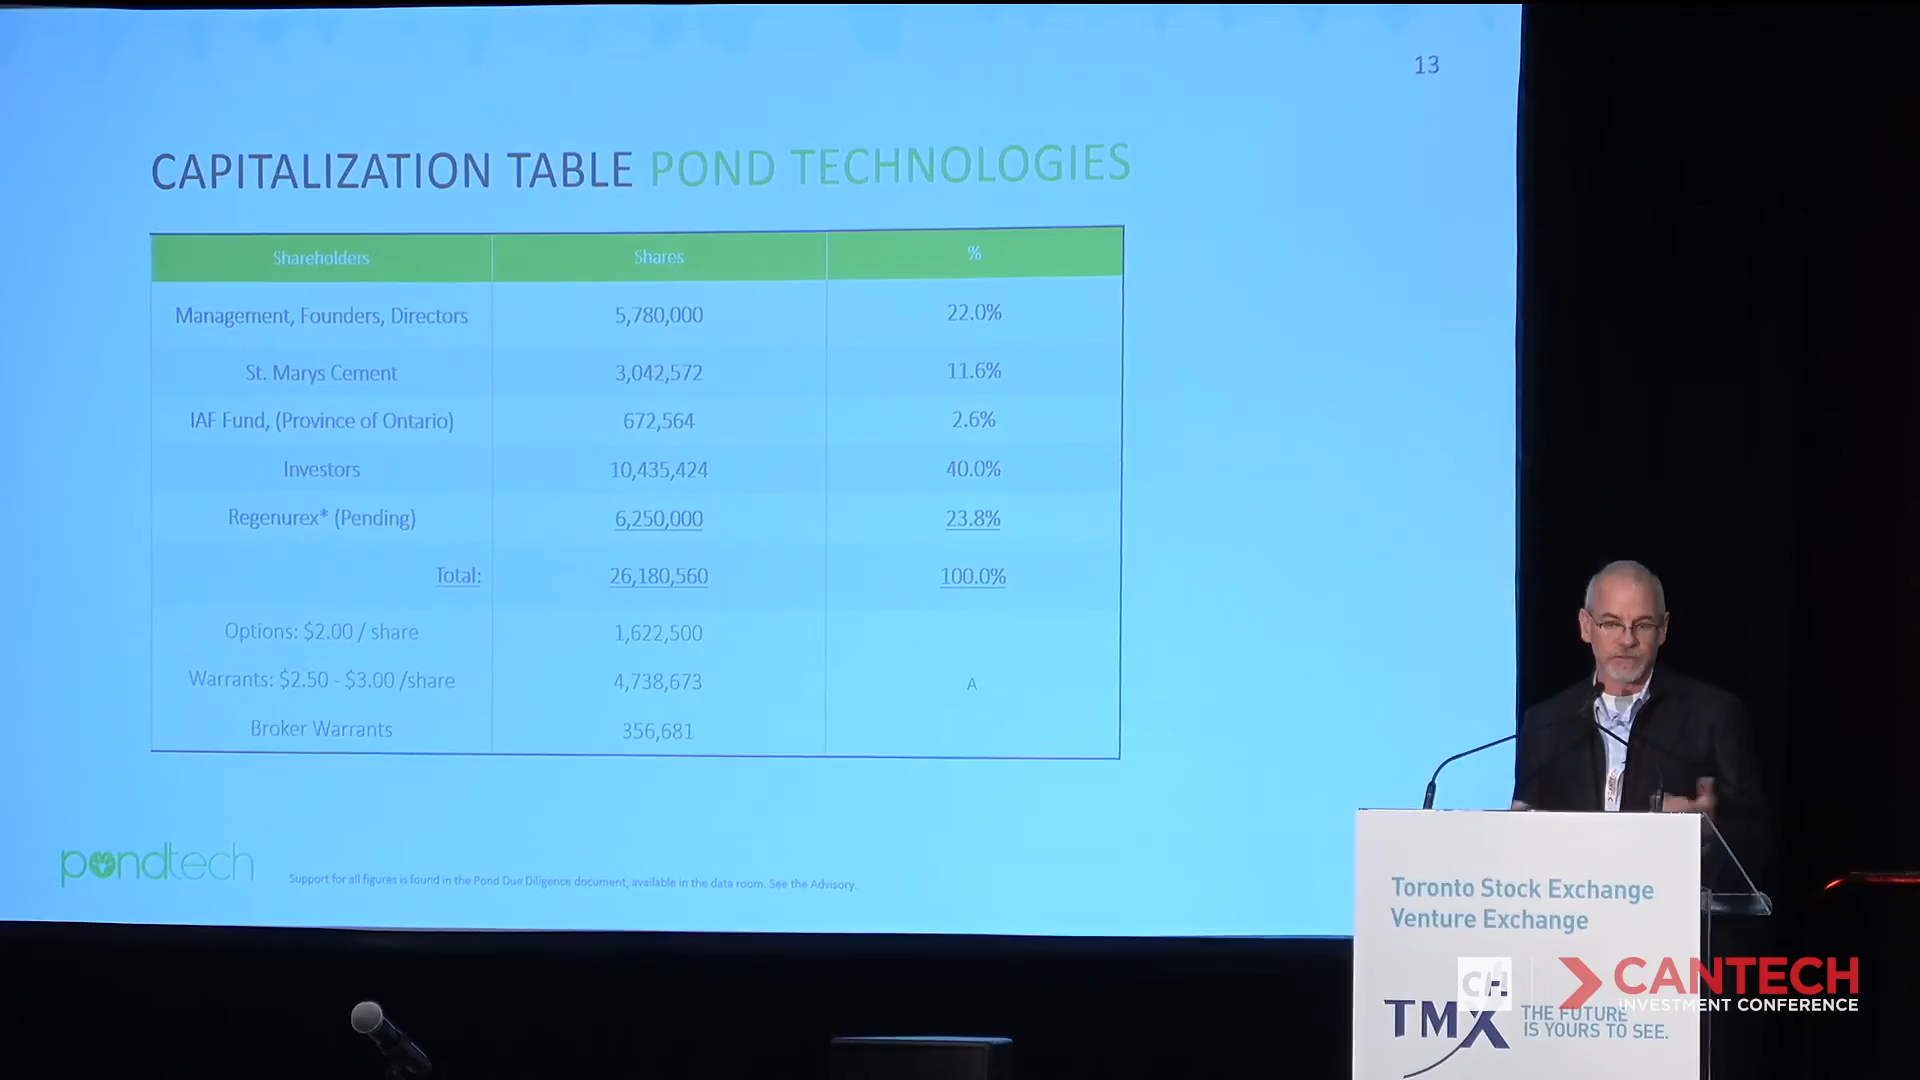 13
CAPITALIZATION TABLE POND TECHNOLOGIES
Shareholders Shares %
Management, Founders, Directors 5,780,000 22.0%
St. Marys Cement 3,042,572 11.6%
IAF Fund, (Province of Ontario) 672,564 2.6%
Investors 10,435,424 40.0%
Regenurex* (Pending) 6,250,000 23.8%
Total: 26,180,560 100.0%
Options: $2.00 / share 1,622,500
Warrants: $2.50 - $3.00 /share 4,738,673 A
Broker Warrants 356,681
pondtech
Support for all figures is found in the Pond Due Diligence document, available in the data room. See the Advisory.
Toronto Stock Exchange
Venture Exchange
TMX
THE FUTURE
IS YOURS TO SEE.
CANTECH
INVESTMENT CONFERENCE